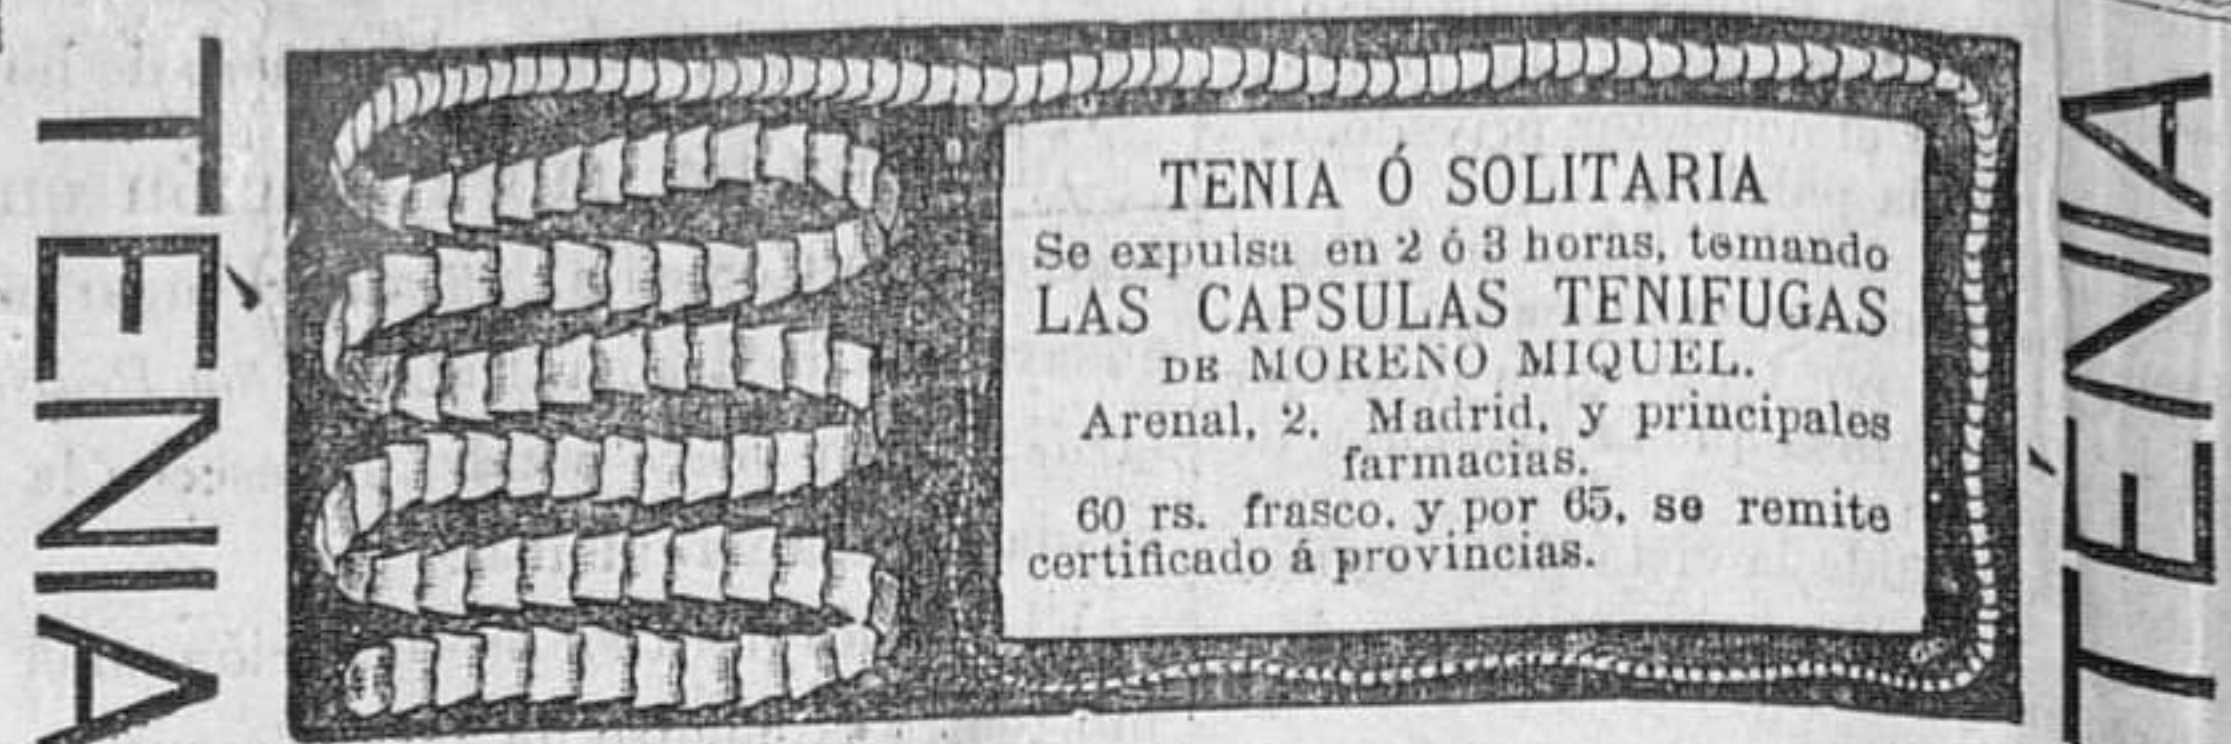 TÉNIA
TENIA Ó SOLITARIA
Se expulsa en 2 ó 3 horas, tomando
LAS CAPSULAS TENIFUGAS
DE MORENO MIQUEL.
Arenal, 2, Madrid, y principales
farmacias.
60 rs. frasco, y por 65, se remite
certificado á provincias.
TÉNIA